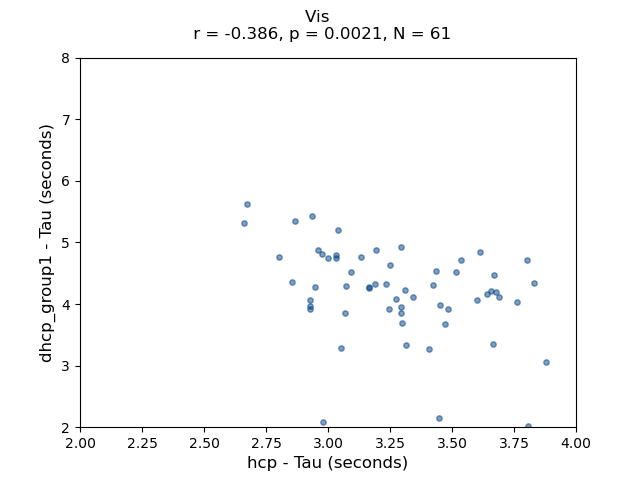 Vis
r = -0.386, p = 0.0021, N = 61
8
7
6
5
4
3
2
dhcp_group1 - Tau (seconds)
2.00 2.25 2.50 2.75 3.00 3.25 3.50 3.75 4.00
hcp - Tau (seconds)